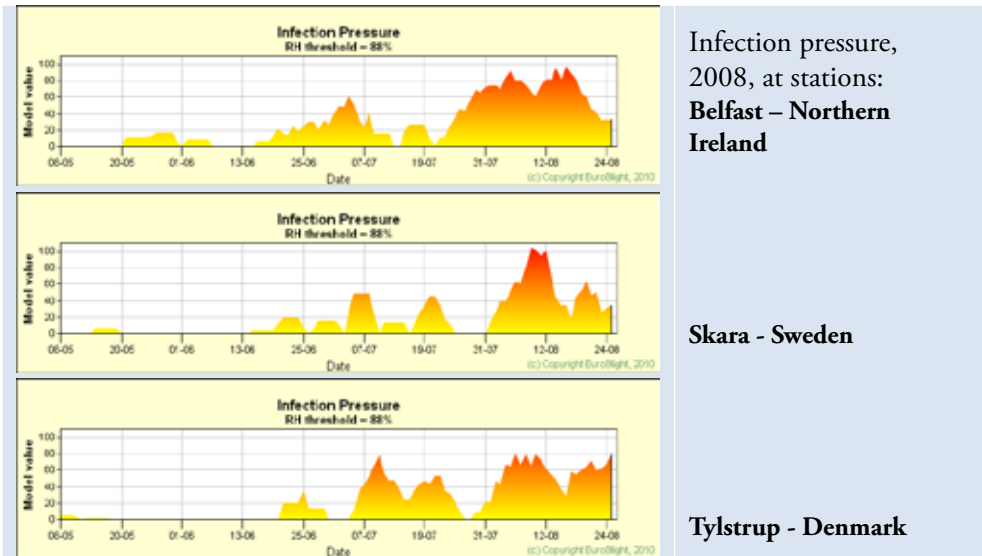 Infection Pressure
RH threshold = 88%
Model value
100
80
60
40
20
0
08-05 20-05 01-06 13-06 25-06 07-07 19-07 31-07 12-08 24-08
Date
(c) Copyright EuroBlight, 2010
Infection pressure,
2008, at stations:
Belfast – Northern
Ireland
Infection Pressure
RH threshold = 88%
Model value
100
80
60
40
20
0
08-05 20-05 01-06 13-06 25-06 07-07 19-07 31-07 12-08 24-08
Date
(c) Copyright EuroBlight, 2010
Skara - Sweden
Infection Pressure
RH threshold = 88%
Model value
100
80
60
40
20
0
08-05 20-05 01-06 13-06 25-06 07-07 19-07 31-07 12-08 24-08
Date
(c) Copyright EuroBlight, 2010
Tylstrup - Denmark